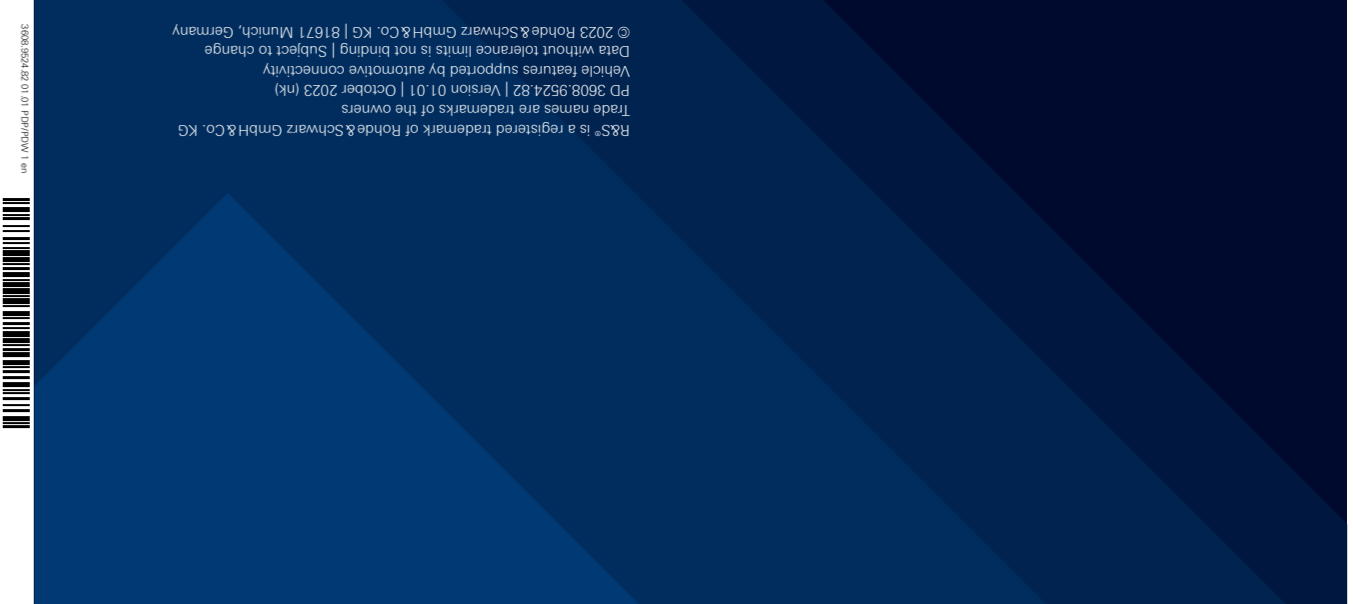 R&S® is a registered trademark of Rohde&Schwarz GmbH&Co. KG
Trade names are trademarks of the owners
PD 3608.9524.82 | Version 01.01 | October 2023 (nk)
Vehicle features supported by automotive connectivity
Data without tolerance limits is not binding | Subject to change
© 2023 Rohde&Schwarz GmbH&Co. KG | 81671 Munich, Germany
3608.9524.82 01.01 PDP/PDW 1 en